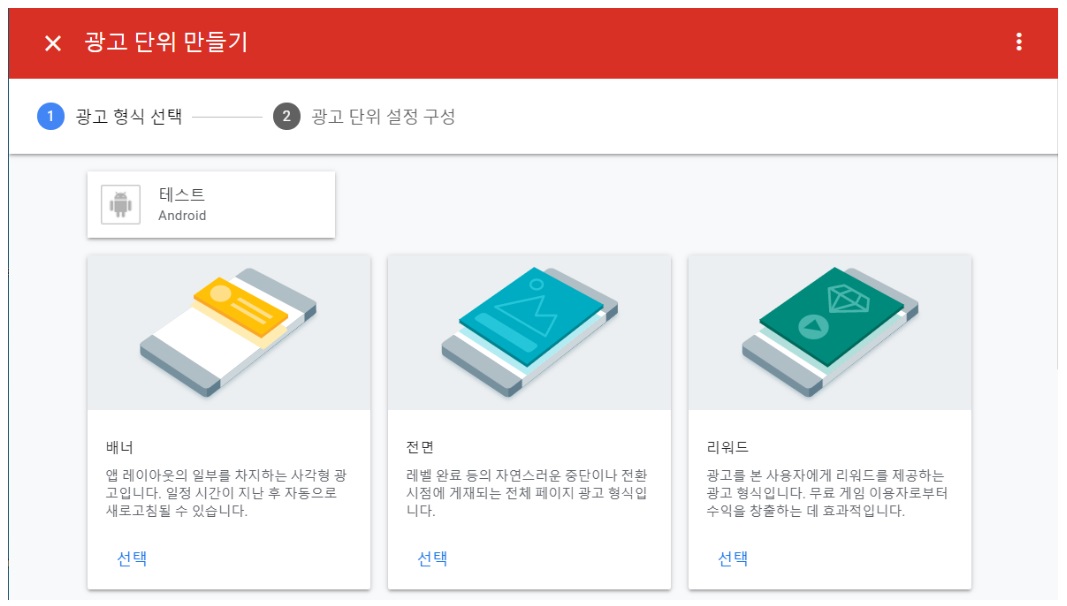 광고 단위 만들기
1 광고 형식 선택
2 광고 단위 설정 구성
테스트
Android
배너
앱 레이아웃의 일부를 차지하는 사각형 광
고입니다. 일정 시간이 지난 후 자동으로
새로고침될 수 있습니다.
선택
전면
레벨 완료 등의 자연스러운 중단이나 전환
시점에 게재되는 전체 페이지 광고 형식입
니다.
선택
리워드
광고를 본 사용자에게 리워드를 제공하는
광고 형식입니다. 무료 게임 이용자로부터
수익을 창출하는 데 효과적입니다.
선택